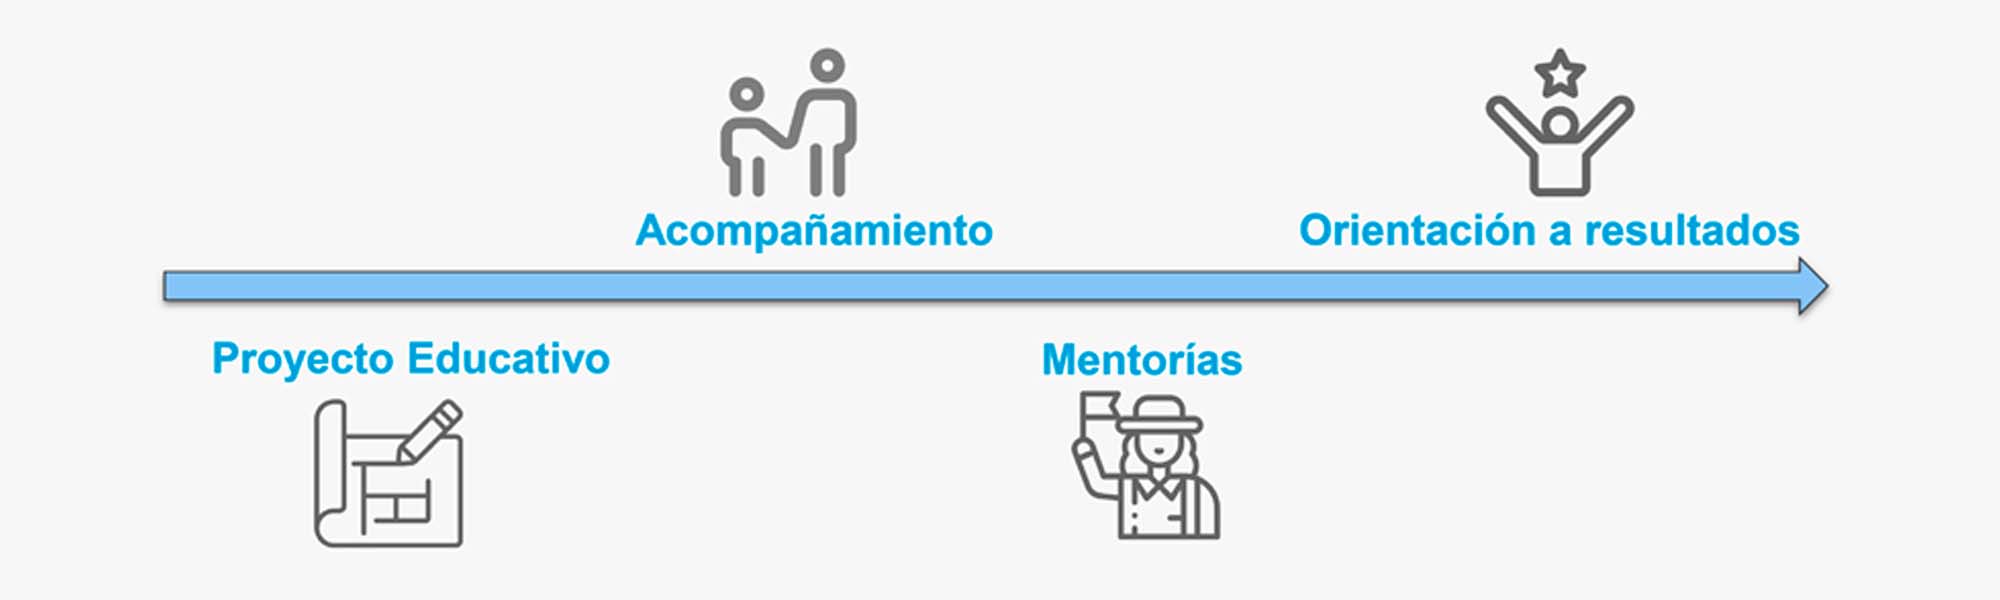 Acompañamiento
Orientación a resultados
Proyecto Educativo
Mentorías